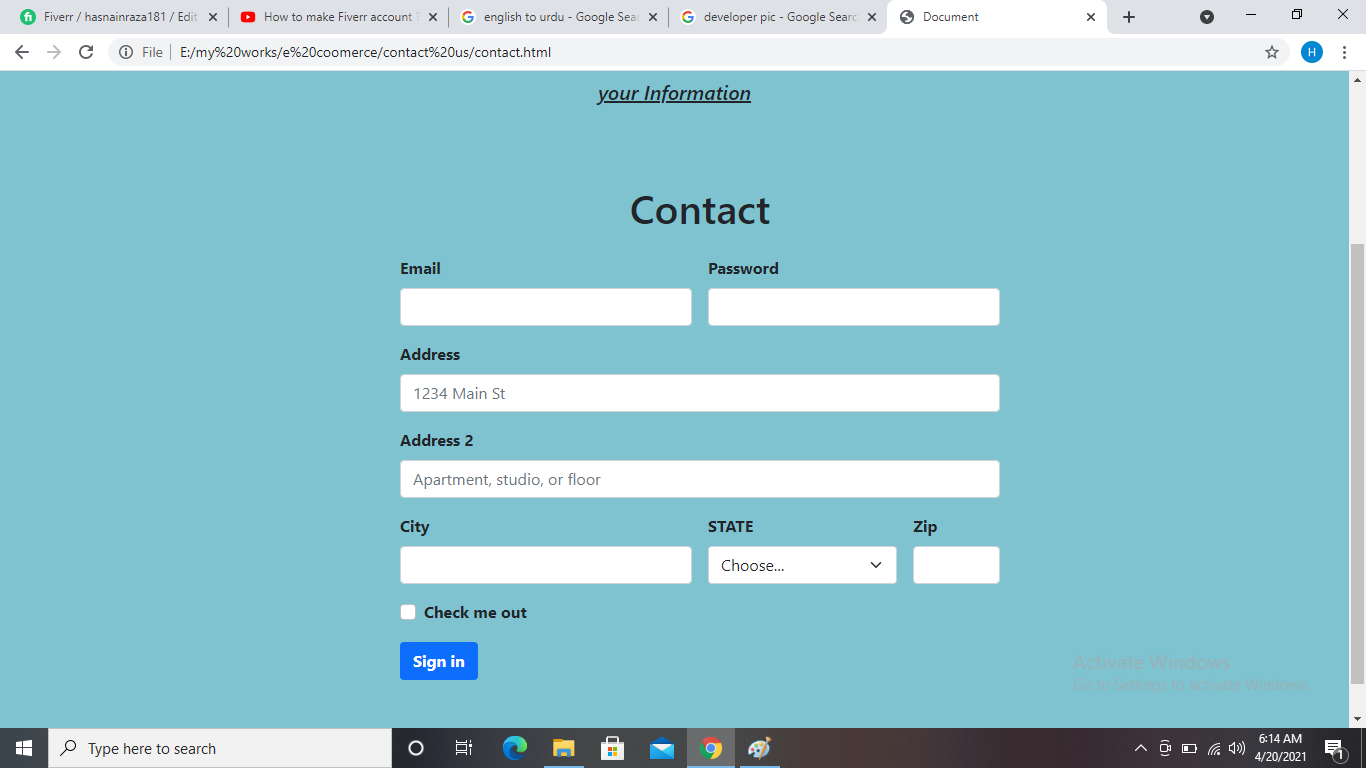 Fiverr / hasnainraza181 / Edit
How to make Fiverr account
english to urdu - Google Sear
developer pic - Google Search
Document
File
E:/my%20works/e%20coomerce/contact%20us/contact.html
H
your Information
Contact
Email
Password
Address
1234 Main St
Address 2
Apartment, studio, or floor
City
STATE
Zip
Choose...
Check me out
Sign in
Activate Windows
Go to Settings to activate Windows.
Type here to search
6:14 AM
4/20/2021
1